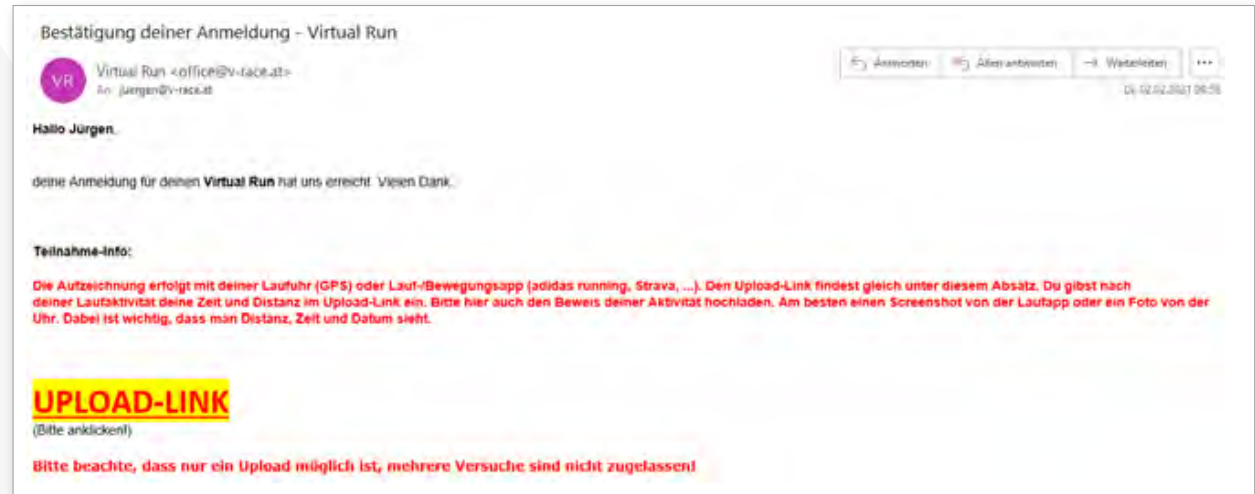 Bestätigung deiner Anmeldung - Virtual Run
VR
Virtual Run <office@v-race.at>
An juergen@v-race.at
Antworten Allen antworten Weiterleiten ...
Di 02.02.2021
Hallo Jürgen,
deine Anmeldung für deinen Virtual Run hat uns erreicht. Vielen Dank.
Teilnahme-Info:
Die Aufzeichnung erfolgt mit deiner Laufuhr (GPS) oder Lauf-/Bewegungsapp (adidas running, Strava, ...). Den Upload-Link findest gleich unter diesem Absatz. Du gibst nach
deiner Laufaktivität deine Zeit und Distanz im Upload-Link ein. Bitte hier auch den Beweis deiner Aktivität hochladen. Am besten einen Screenshot von der Laufapp oder ein Foto von der
Uhr. Dabei ist wichtig, dass man Distanz, Zeit und Datum sieht.
UPLOAD-LINK
(Bitte anklicken!)
Bitte beachte, dass nur ein Upload möglich ist, mehrere Versuche sind nicht zugelassen!